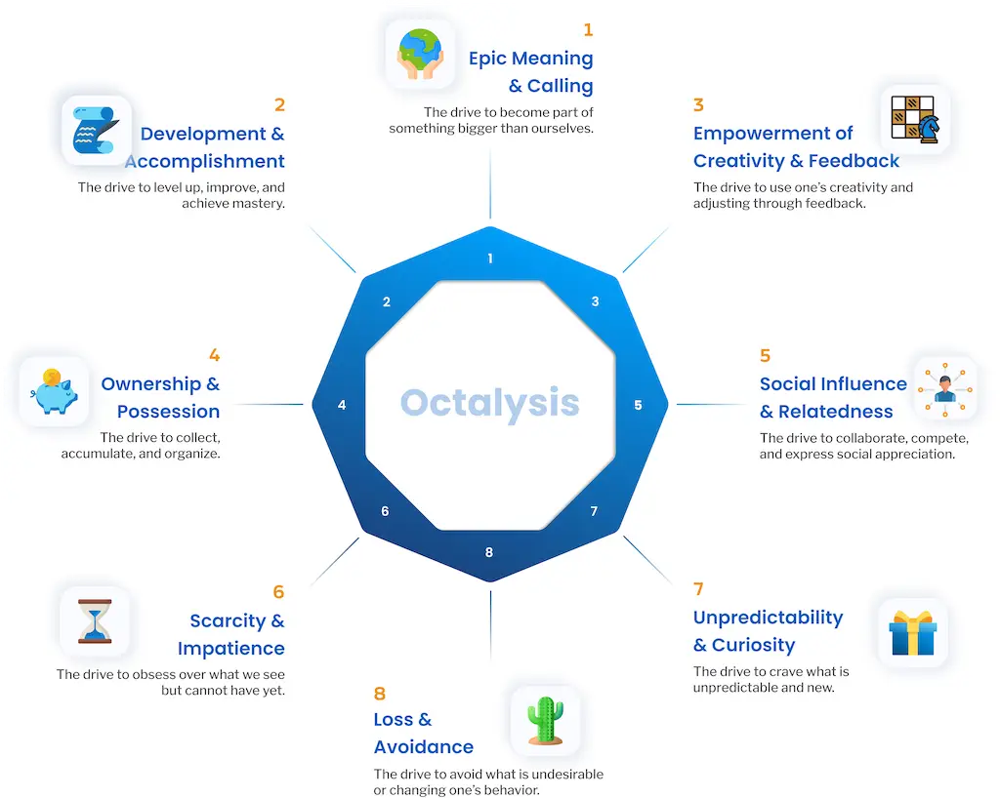 1
Epic Meaning
& Calling
The drive to become part of
something bigger than ourselves.
2
Development &
Accomplishment
The drive to level up, improve, and
achieve mastery.
3
Empowerment of
Creativity & Feedback
The drive to use one’s creativity and
adjusting through feedback.
4
Ownership &
Possession
The drive to collect,
accumulate, and organize.
5
Social Influence
& Relatedness
The drive to collaborate, compete,
and express social appreciation.
6
Scarcity &
Impatience
The drive to obsess over what we see
but cannot have yet.
7
Unpredictability
& Curiosity
The drive to crave what is
unpredictable and new.
8
Loss &
Avoidance
The drive to avoid what is undesirable
or changing one’s behavior.
Octalysis
1
2
3
4
5
6
7
8
$